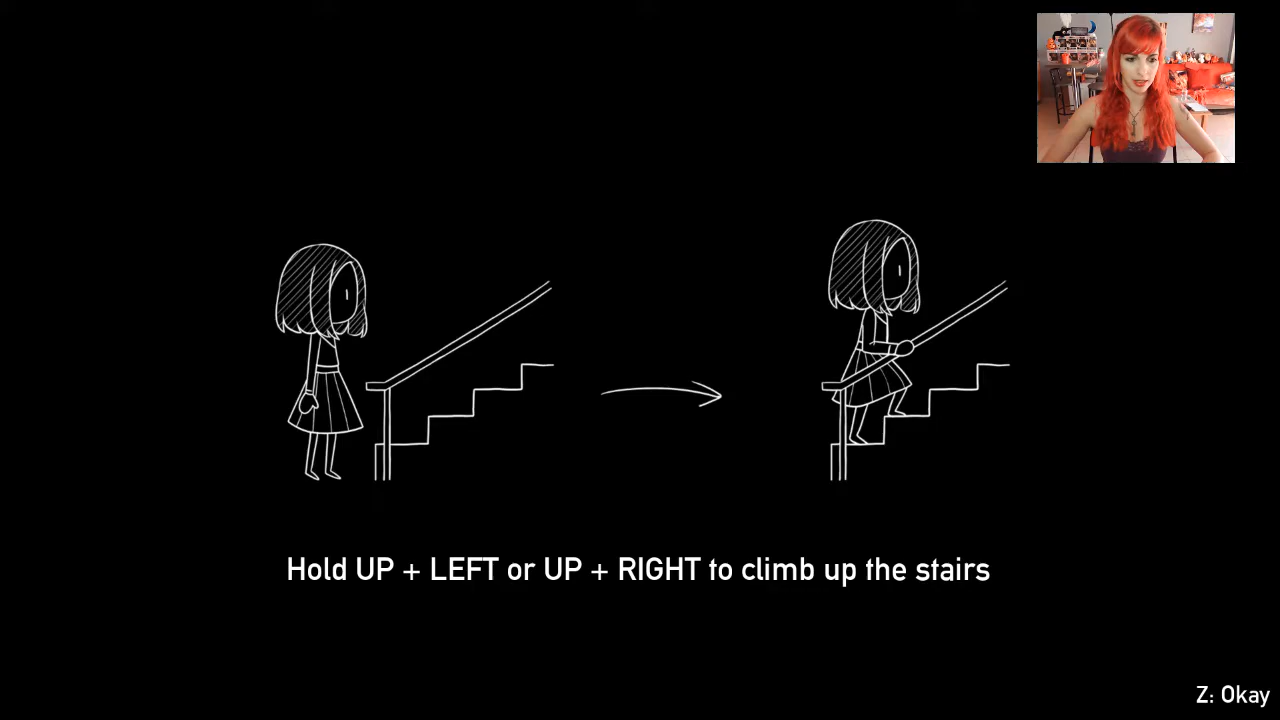 Hold UP + LEFT or UP + RIGHT to climb up the stairs
Z: Okay